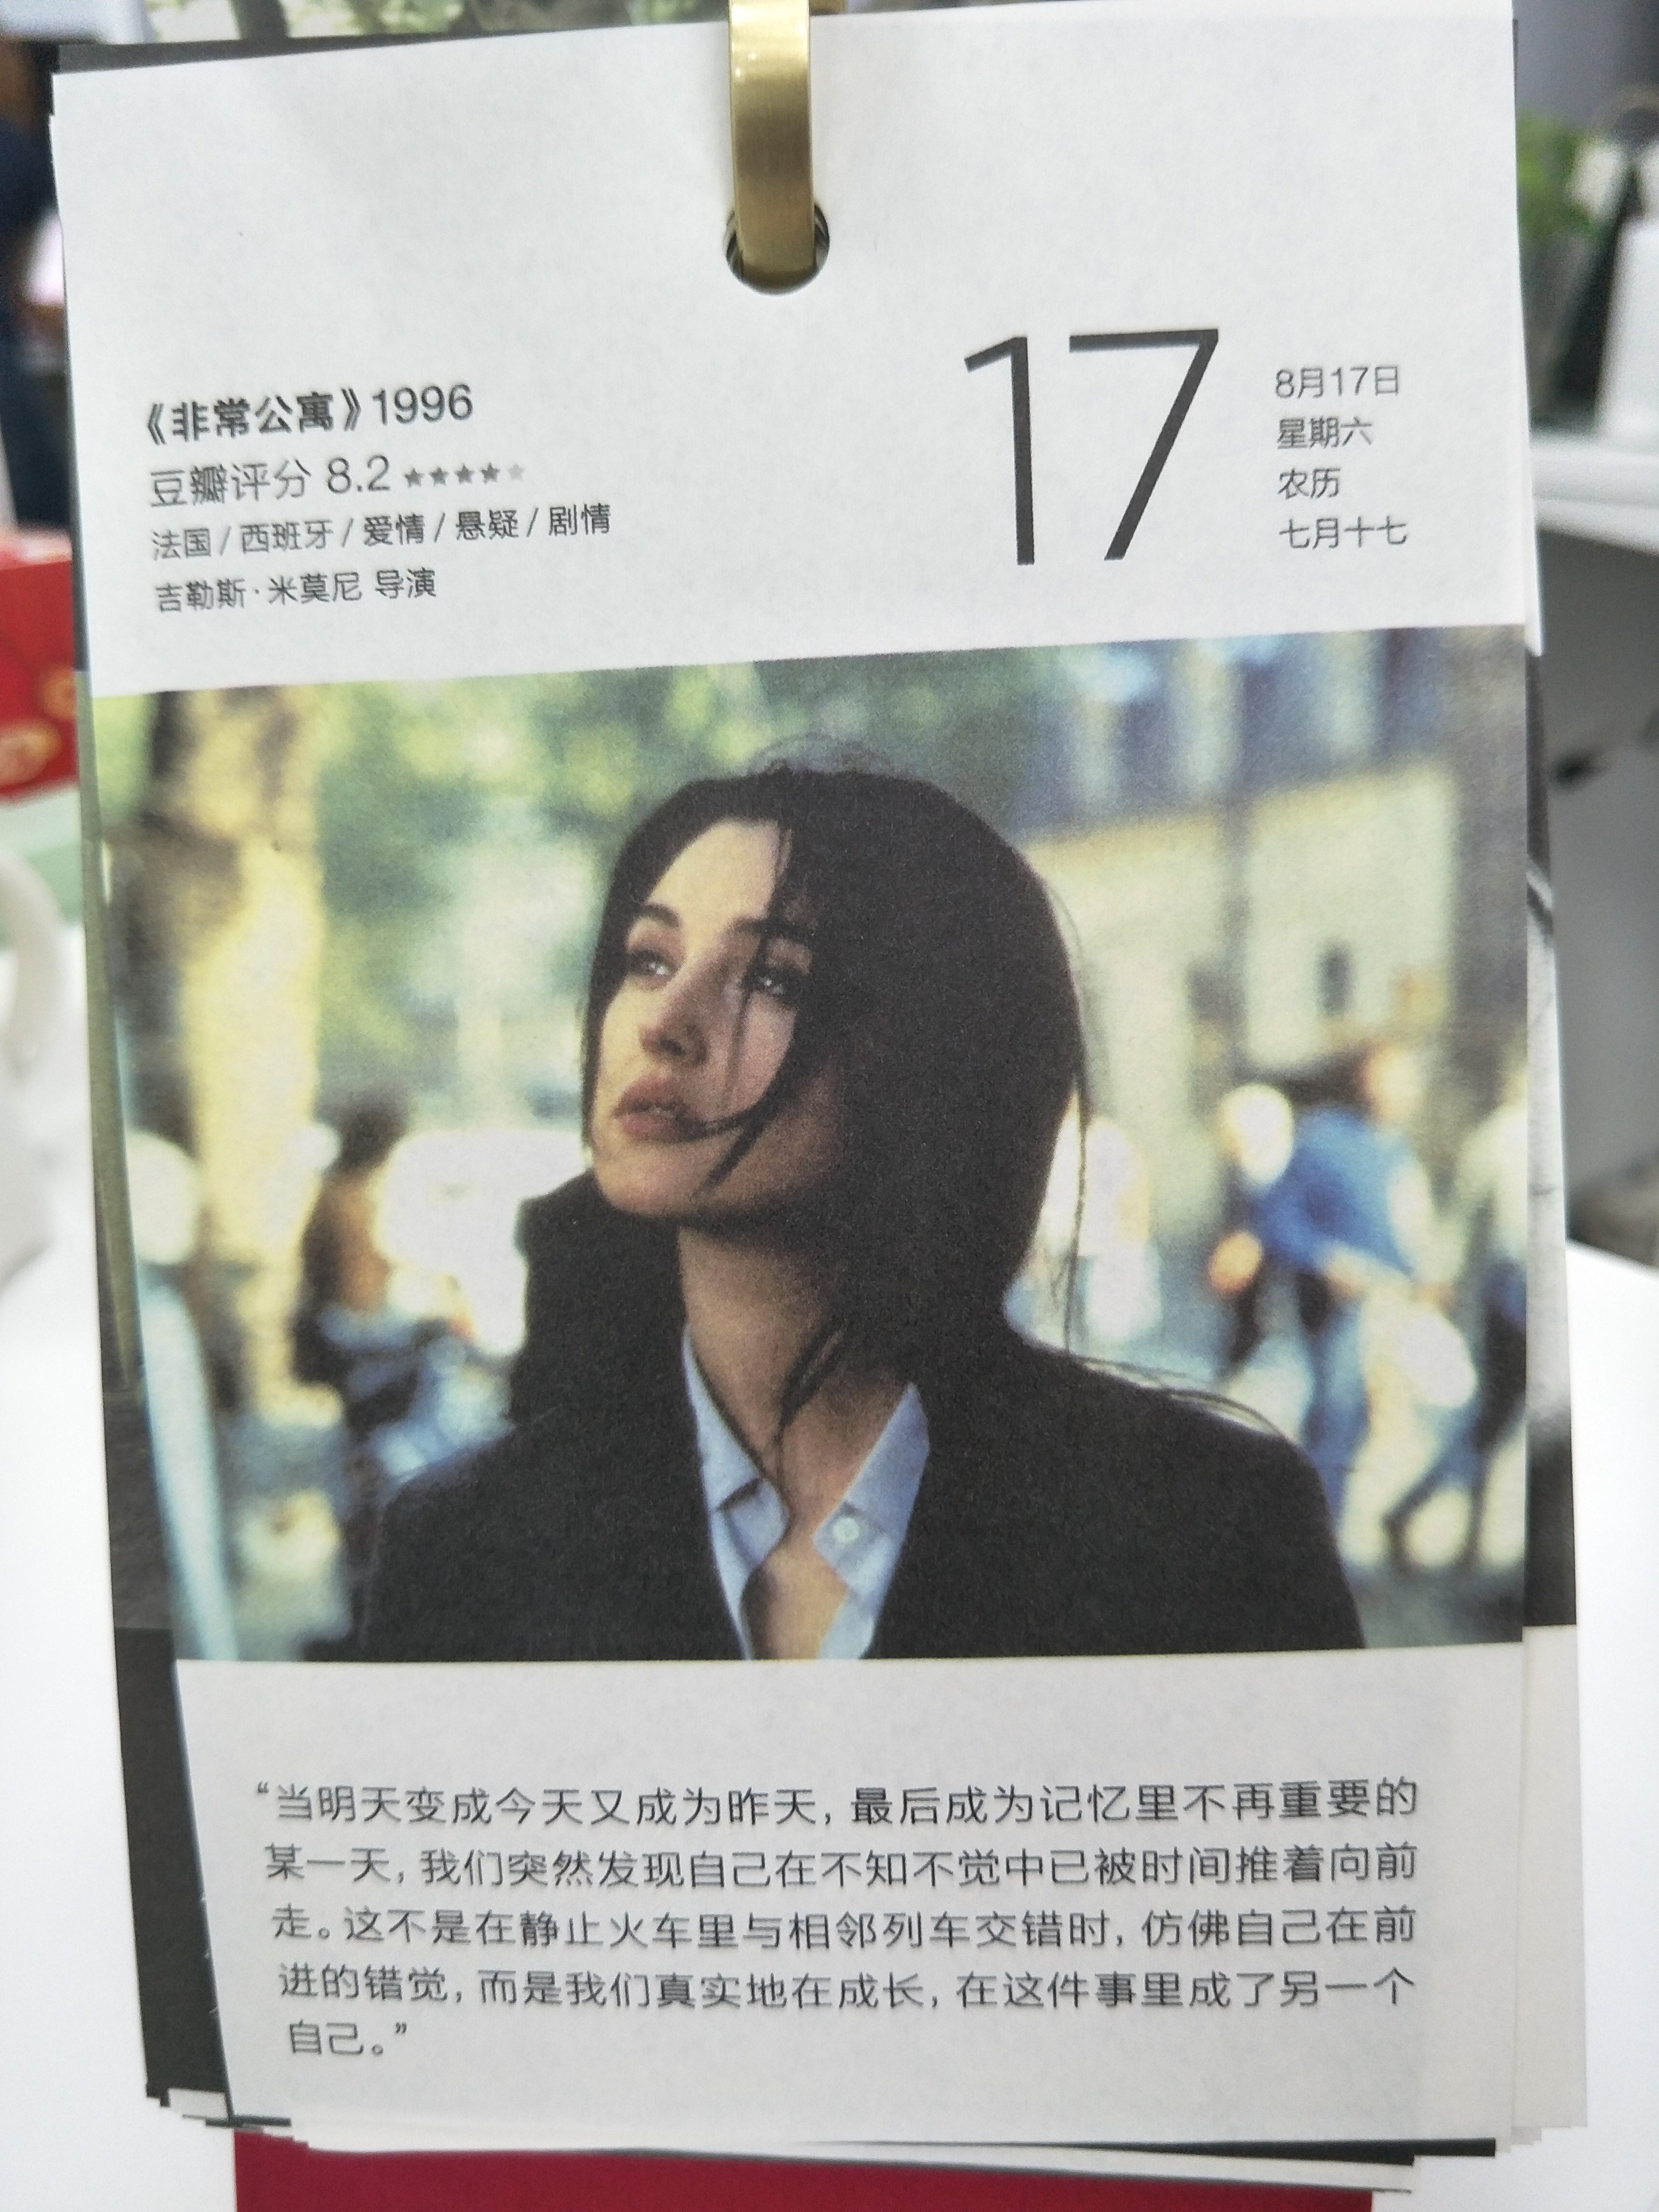 《非常公寓》1996
豆瓣评分 8.2 ★★★★★
法国 / 西班牙 / 爱情 / 悬疑 / 剧情
吉勒斯·米莫尼 导演
17
8月17日
星期六
农历
七月十七
“当明天变成今天又成为昨天，最后成为记忆里不再重要的
某一天，我们突然发现自己在不知不觉中已被时间推着向前
走。这不是在静止火车里与相邻列车交错时，仿佛自己在前
进的错觉，而是我们真实地在成长，在这件事里成了另一个
自己。”